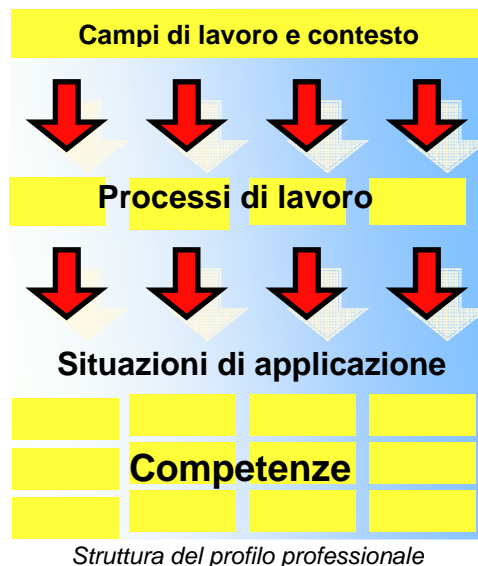 Campi di lavoro e contesto
Processi di lavoro
Situazioni di applicazione
Competenze
Struttura del profilo professionale